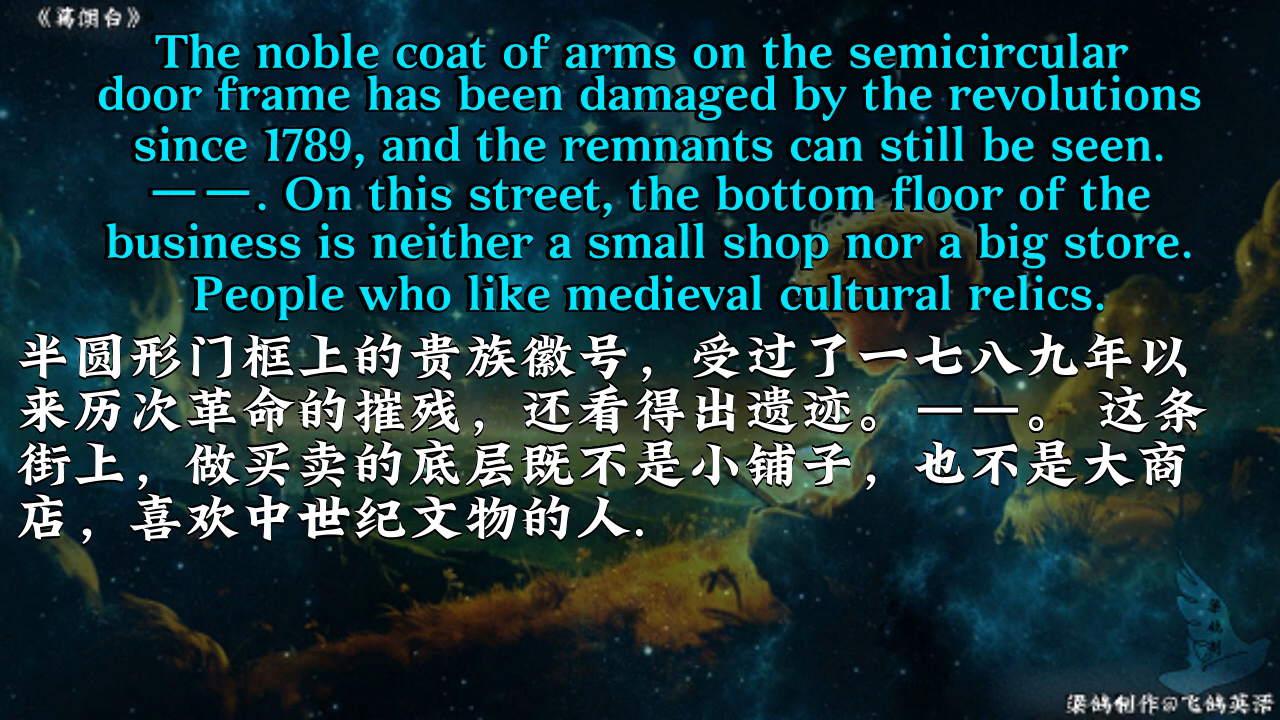 《蒋烟白》
The noble coat of arms on the semicircular
door frame has been damaged by the revolutions
since 1789, and the remnants can still be seen.
——. On this street, the bottom floor of the
business is neither a small shop nor a big store.
People who like medieval cultural relics.
半圆形门框上的贵族徽号，受过了一七八九年以
来历次革命的摧残，还看得出遗迹。——。 这条
街上，做买卖的底层既不是小铺子，也不是大商
店，喜欢中世纪文物的人.
梁鸽制
梁鸽制作@飞鸽英语